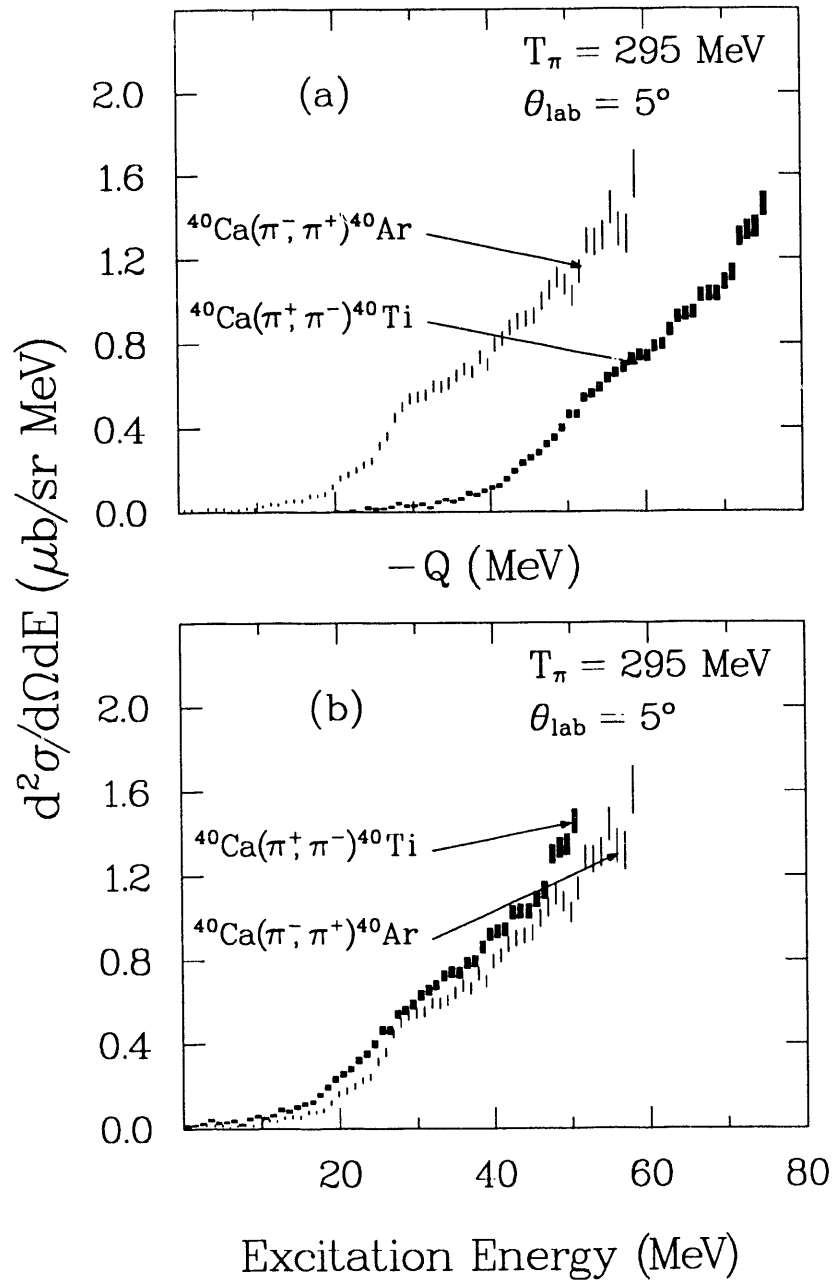 T_π = 295 MeV
(a)
θ_lab = 5°
2.0
1.6
⁴⁰Ca(π⁻, π⁺)⁴⁰Ar
1.2
⁴⁰Ca(π⁺, π⁻)⁴⁰Ti
0.8
0.4
0.0
−Q (MeV)
d²σ/dΩdE (μb/sr MeV)
T_π = 295 MeV
(b)
θ_lab = 5°
2.0
1.6
⁴⁰Ca(π⁺, π⁻)⁴⁰Ti
1.2
⁴⁰Ca(π⁻, π⁺)⁴⁰Ar
0.8
0.4
0.0
20 40 60 80
Excitation Energy (MeV)